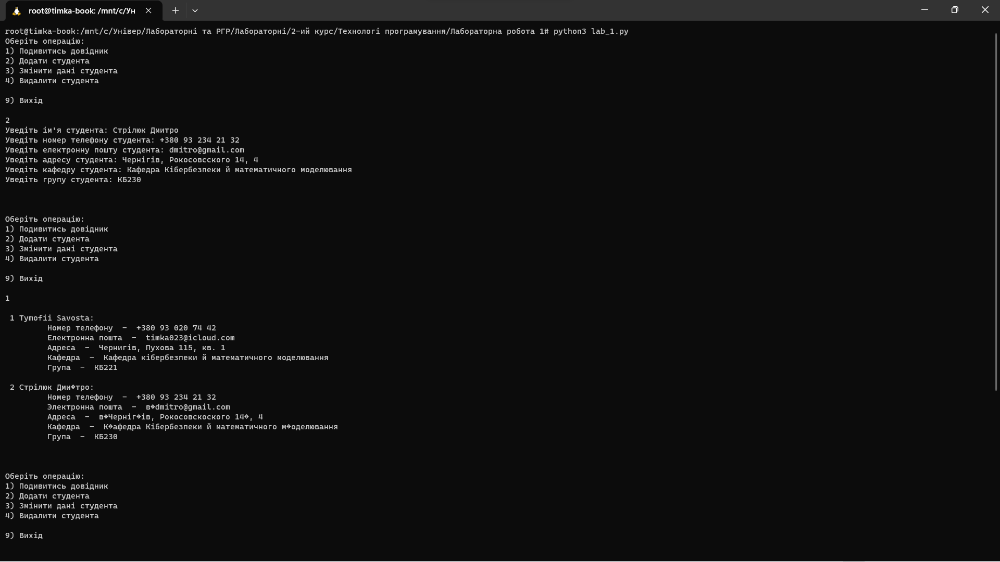 root@timka-book: /mnt/c/Ун
root@timka-book:/mnt/c/Універ/Лабораторні та РГР/Лабораторні/2-ий курс/Технологі програмування/Лабораторна робота 1# python3 lab_1.py
Оберіть операцію:
1) Подивитись довідник
2) Додати студента
3) Змінити дані студента
4) Видалити студента
9) Вихід
2
Уведіть ім'я студента: Стрілюк Дмитро
Уведіть номер телефону студента: +380 93 234 21 32
Уведіть електронну пошту студента: dmitro@gmail.com
Уведіть адресу студента: Чернігів, Рокосовсского 14, 4
Уведіть кафедру студента: Кафедра Кібербезпеки й математичного моделювання
Уведіть групу студента: КБ230
Оберіть операцію:
1) Подивитись довідник
2) Додати студента
3) Змінити дані студента
4) Видалити студента
9) Вихід
1
1 Tymofii Savosta:
Номер телефону – +380 93 020 74 42
Електронна пошта – timka023@icloud.com
Адреса – Чернигів, Пухова 115, кв. 1
Кафедра – Кафедра кібербезпеки й математичного моделювання
Група – КБ221
2 Стрілюк Дми�тро:
Номер телефону – +380 93 234 21 32
Электронна пошта – в�dmitro@gmail.com
Адреса – в�Черніг�ів, Рокосовскоского 14�, 4
Кафедра – К�афедра Кібербезпеки й математичного м�оделювання
Група – КБ230
Оберіть операцію:
1) Подивитись довідник
2) Додати студента
3) Змінити дані студента
4) Видалити студента
9) Вихід